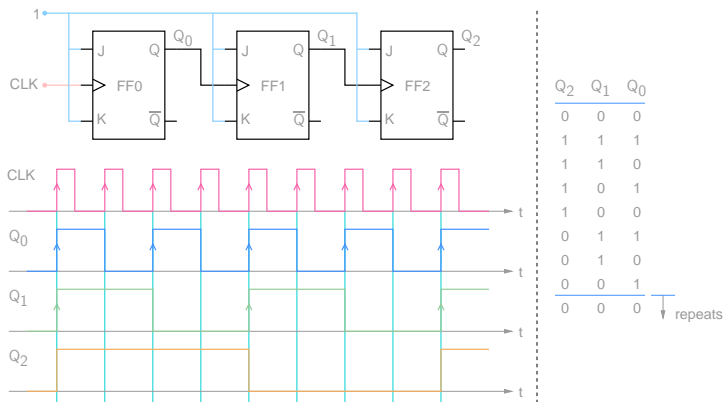 1
Q0 Q1 Q2
J Q J Q J Q
CLK FF0 FF1 FF2
K Q̅ K Q̅ K Q̅
CLK
t
Q0
t
Q1
t
Q2
t
Q2 Q1 Q0
0 0 0
1 1 1
1 1 0
1 0 1
1 0 0
0 1 1
0 1 0
0 0 1
0 0 0
repeats